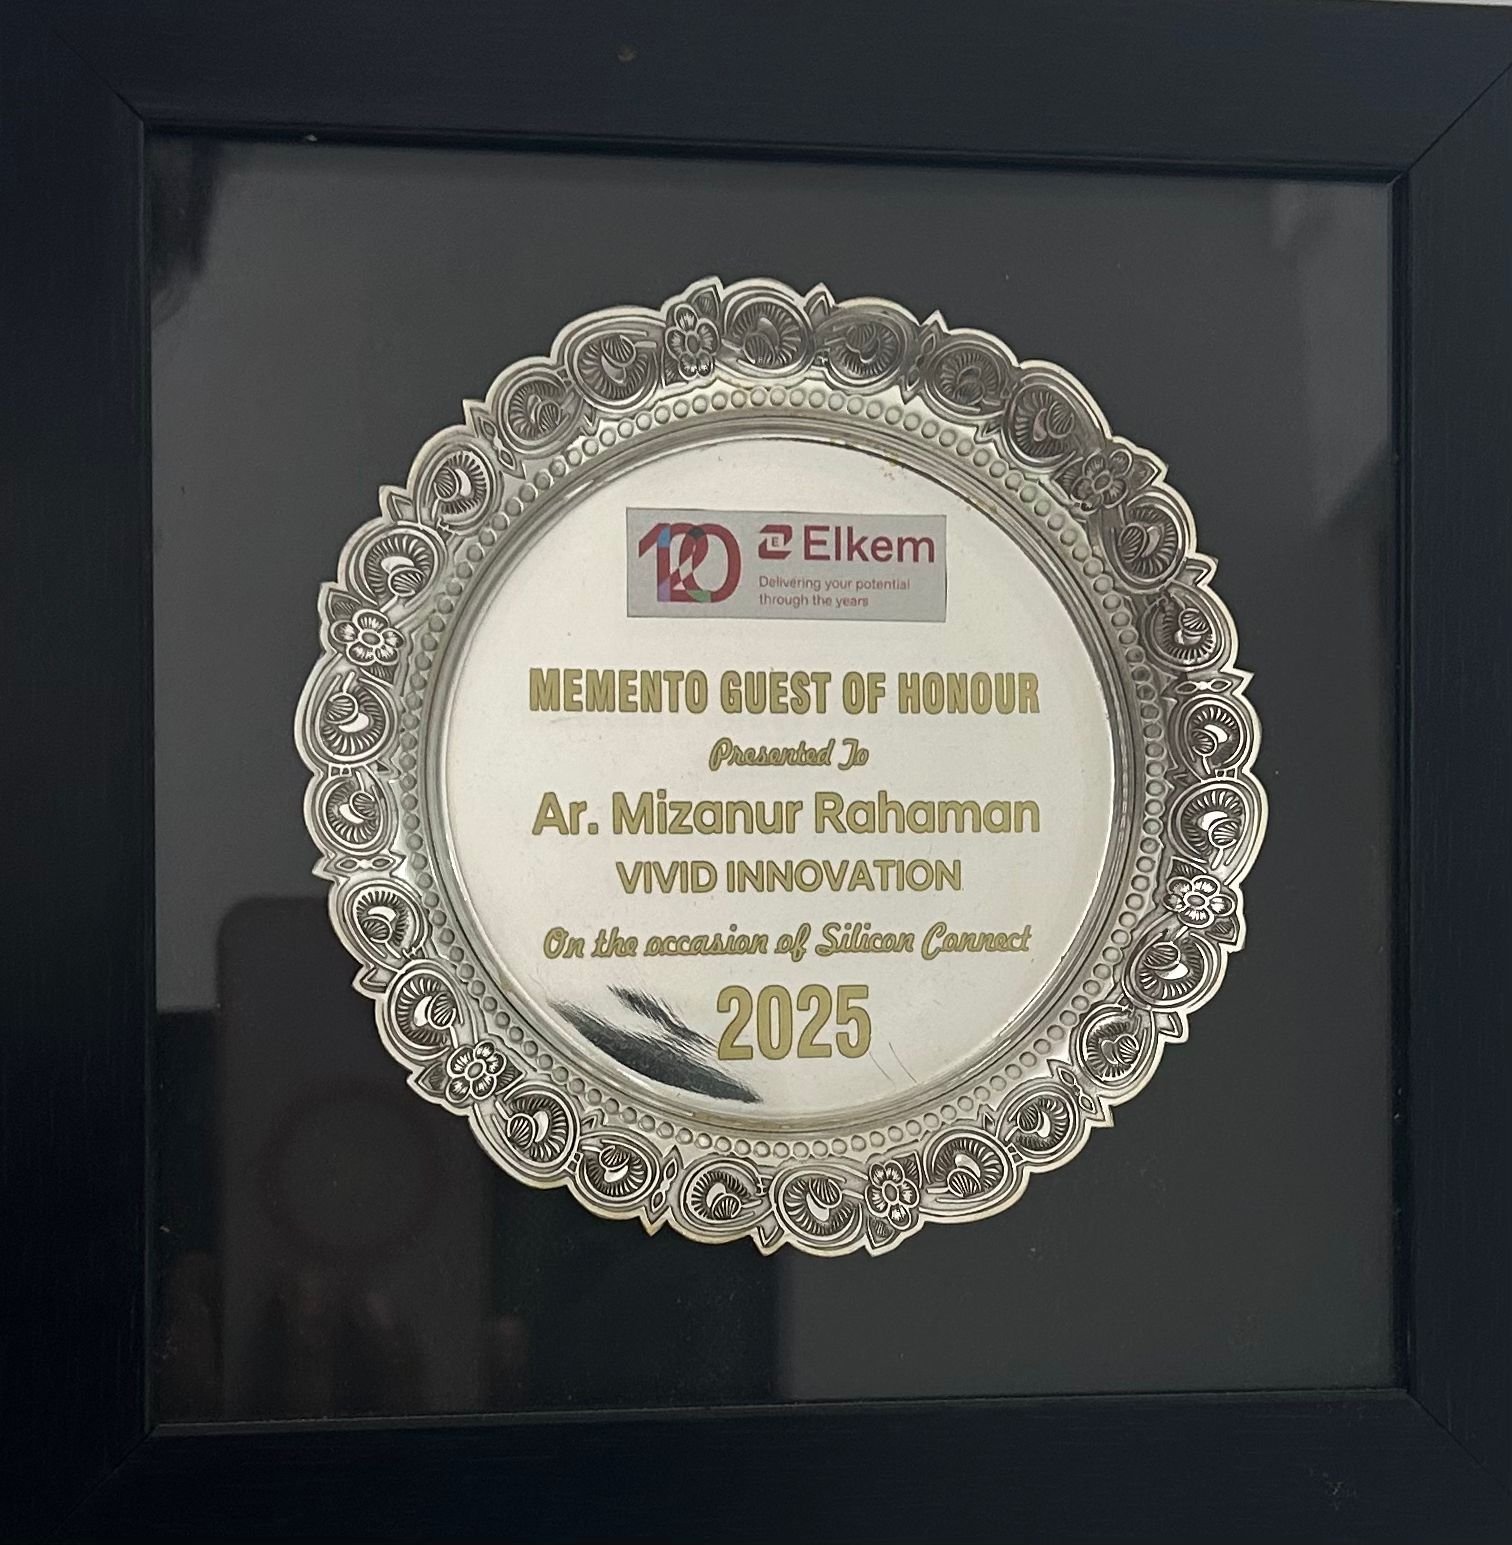 120 Elkem
Delivering your potential
through the years
MEMENTO GUEST OF HONOUR
Presented To
Ar. Mizanur Rahaman
VIVID INNOVATION
On the occasion of Silicon Connect
2025